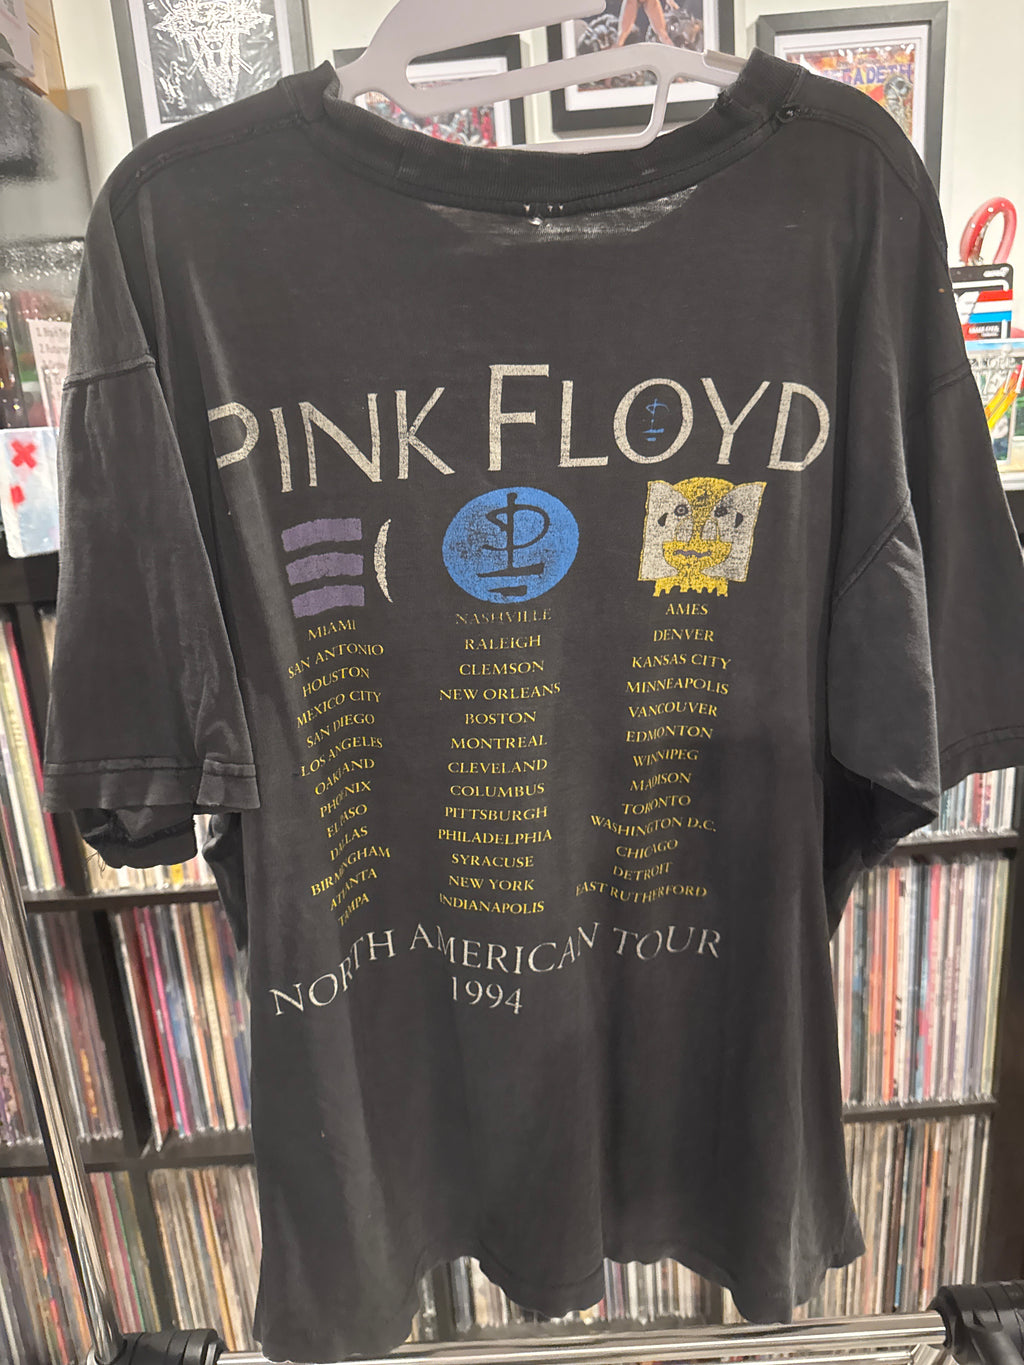 PINK FLOYD
MIAMI
SAN ANTONIO
HOUSTON
MEXICO CITY
SAN DIEGO
LOS ANGELES
OAKLAND
PHOENIX
EL PASO
DALLAS
BIRMINGHAM
ATLANTA
TAMPA
NASHVILLE
RALEIGH
CLEMSON
NEW ORLEANS
BOSTON
MONTREAL
CLEVELAND
COLUMBUS
PITTSBURGH
PHILADELPHIA
SYRACUSE
NEW YORK
INDIANAPOLIS
AMES
DENVER
KANSAS CITY
MINNEAPOLIS
VANCOUVER
EDMONTON
WINNIPEG
MADISON
TORONTO
WASHINGTON D.C.
CHICAGO
DETROIT
EAST RUTHERFORD
NORTH AMERICAN TOUR
1994